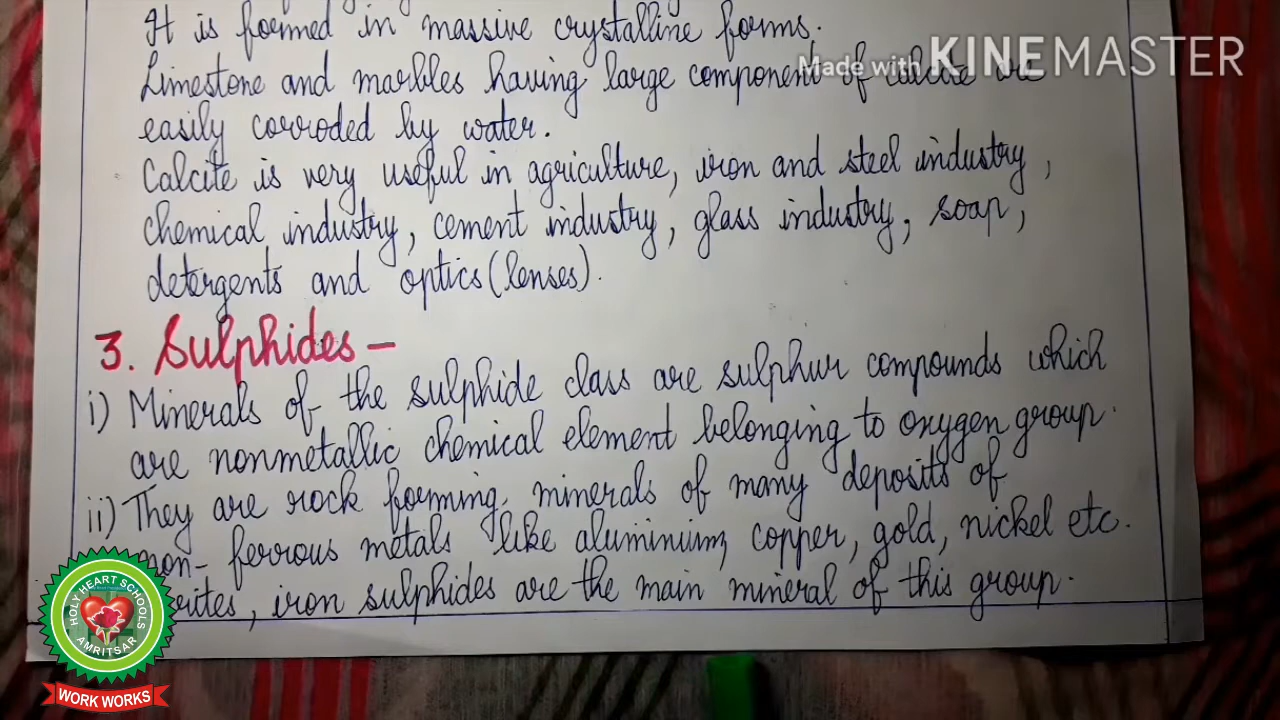 It is formed in massive crystalline forms.
Made with KINEMASTER
Limestone and marbles having large component of calcite are
easily corroded by water.
Calcite is very useful in agriculture, iron and steel industry,
chemical industry, cement industry, glass industry, soap,
detergents and optics (lenses).
3. Sulphides –
i) Minerals of the sulphide class are sulphur compounds which
are nonmetallic chemical element belonging to oxygen group.
ii) They are rock forming, minerals of many deposits of
non-ferrous metals like aluminium, copper, gold, nickel etc.
rites, iron sulphides are the main mineral of this group.
HOLY HEART SCHOOLS
AMRITSAR
WORK WORKS